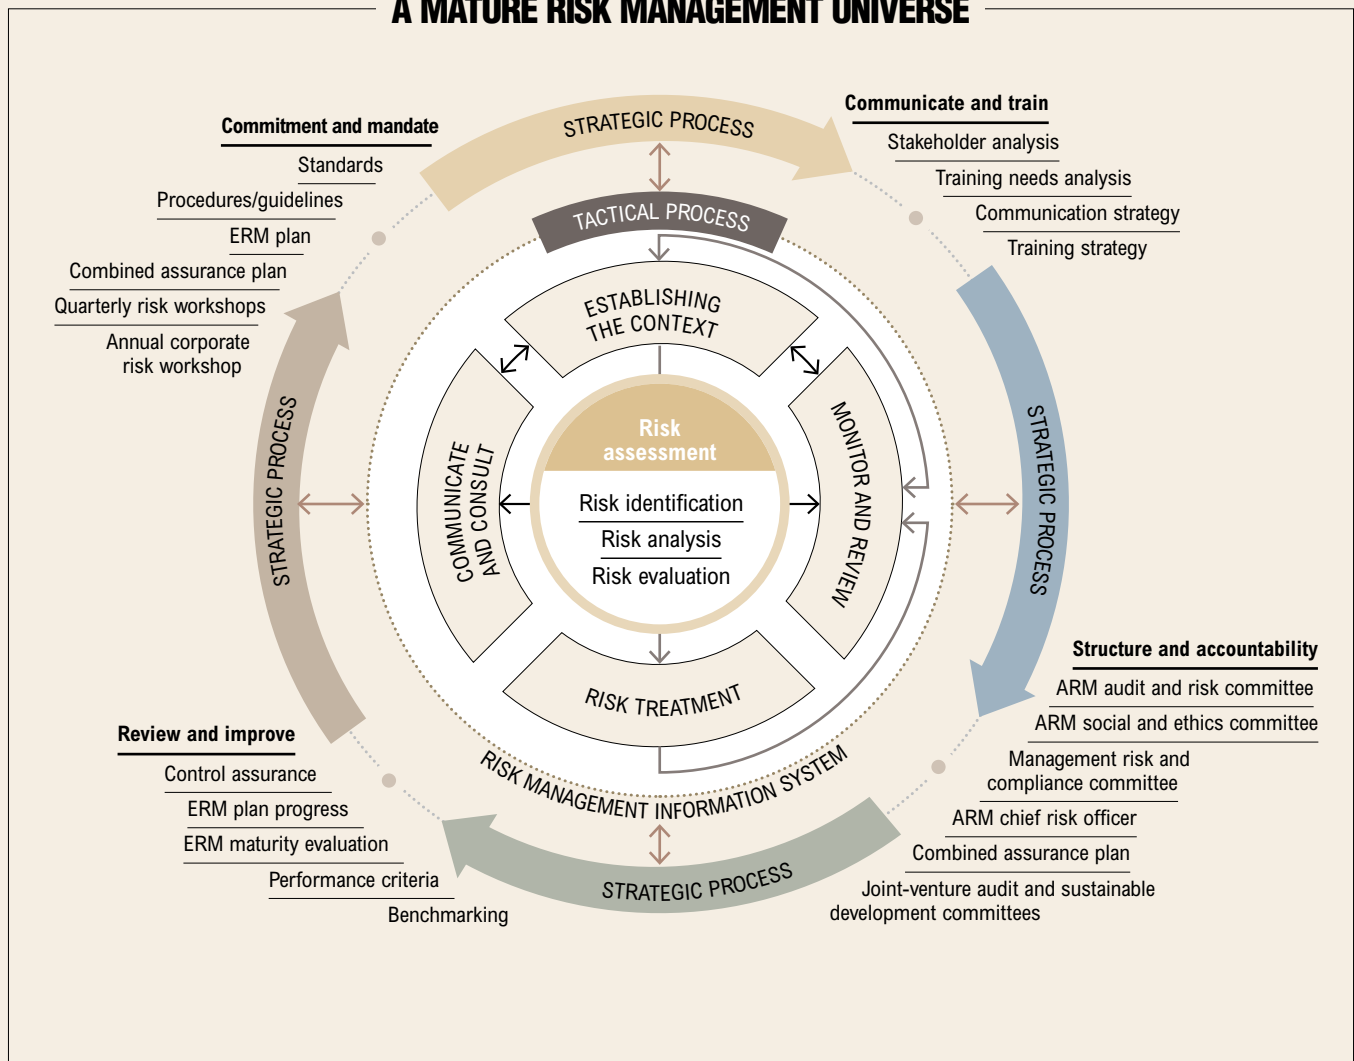 A MATURE RISK MANAGEMENT UNIVERSE
Commitment and mandate
Standards
Procedures/guidelines
ERM plan
Combined assurance plan
Quarterly risk workshops
Annual corporate
risk workshop
STRATEGIC PROCESS
Communicate and train
Stakeholder analysis
Training needs analysis
Communication strategy
Training strategy
TACTICAL PROCESS
ESTABLISHING
THE CONTEXT
STRATEGIC PROCESS
COMMUNICATE
AND CONSULT
Risk
assessment
Risk identification
Risk analysis
Risk evaluation
MONITOR AND REVIEW
STRATEGIC PROCESS
RISK TREATMENT
RISK MANAGEMENT INFORMATION SYSTEM
STRATEGIC PROCESS
Structure and accountability
ARM audit and risk committee
ARM social and ethics committee
Management risk and
compliance committee
ARM chief risk officer
Combined assurance plan
Joint-venture audit and sustainable
development committees
Review and improve
Control assurance
ERM plan progress
ERM maturity evaluation
Performance criteria
Benchmarking